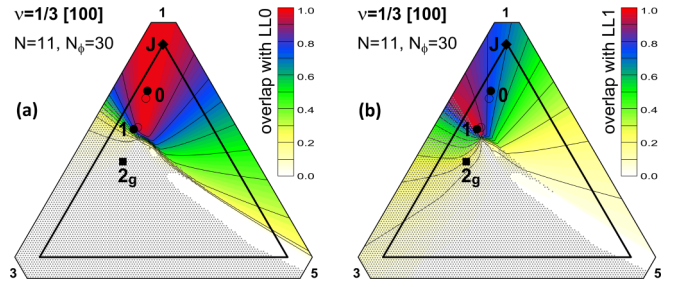 ν=1/3 [100]
N=11, Nϕ=30
(a)
1
J
0
1
2g
3
5
overlap with LL0
1.0
0.8
0.6
0.4
0.2
0.0
ν=1/3 [100]
N=11, Nϕ=30
(b)
1
J
0
1
2g
3
5
overlap with LL1
1.0
0.8
0.6
0.4
0.2
0.0